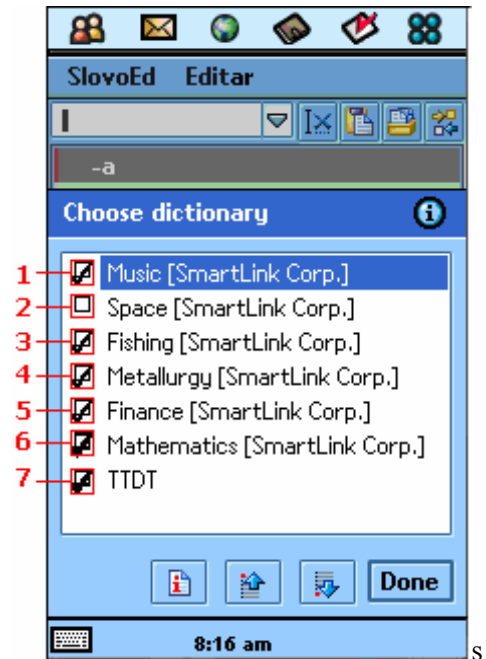 SlovoEd Editar
-a
Choose dictionary
1 Music [SmartLink Corp.]
2 Space [SmartLink Corp.]
3 Fishing [SmartLink Corp.]
4 Metallurgy [SmartLink Corp.]
5 Finance [SmartLink Corp.]
6 Mathematics [SmartLink Corp.]
7 TTDT
Done
8:16 am
s